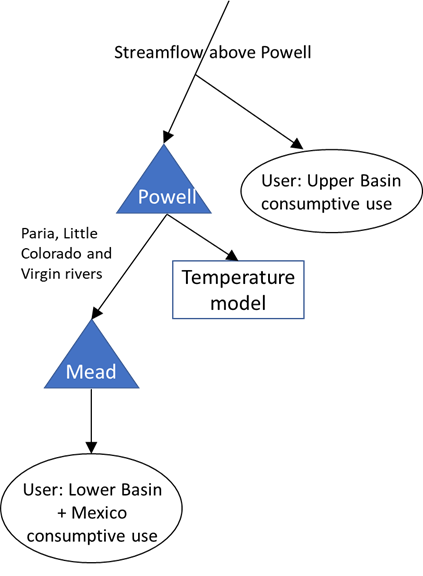 Streamflow above Powell
Powell
User: Upper Basin
consumptive use
Paria, Little
Colorado and
Virgin rivers
Temperature
model
Mead
User: Lower Basin
+ Mexico
consumptive use